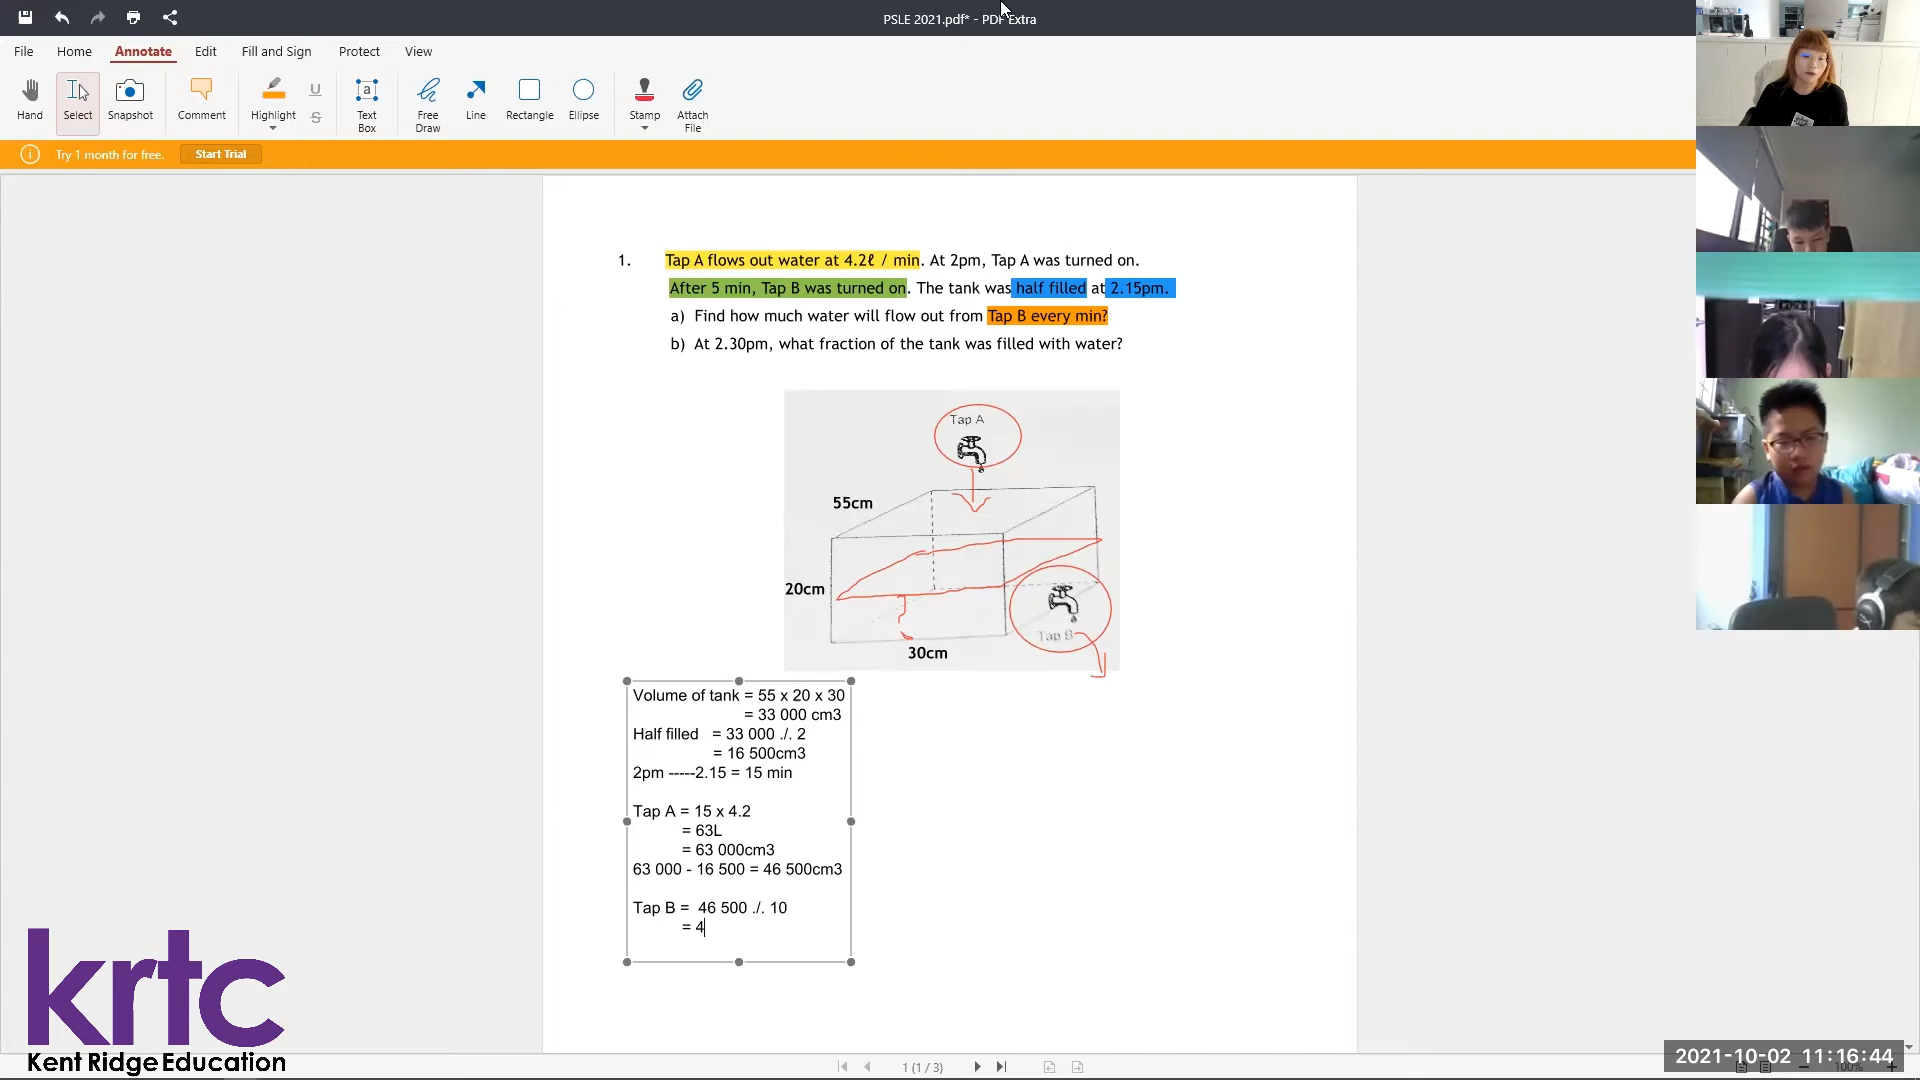 PSLE 2021.pdf* - PDF Extra
File Home Annotate Edit Fill and Sign Protect View
Hand Select Snapshot Comment Highlight U S Text Box Free Draw Line Rectangle Ellipse Stamp Attach File
Try 1 month for free. Start Trial
1. Tap A flows out water at 4.2ℓ / min. At 2pm, Tap A was turned on.
After 5 min, Tap B was turned on. The tank was half filled at 2.15pm.
a) Find how much water will flow out from Tap B every min?
b) At 2.30pm, what fraction of the tank was filled with water?
Tap A
55cm
20cm
Tap B
30cm
Volume of tank = 55 x 20 x 30
= 33 000 cm3
Half filled = 33 000 ./. 2
= 16 500cm3
2pm -----2.15 = 15 min
Tap A = 15 x 4.2
= 63L
= 63 000cm3
63 000 - 16 500 = 46 500cm3
Tap B = 46 500 ./. 10
= 4
krtc
Kent Ridge Education
1 (1 / 3)
2021-10-02 11:16:44
100%